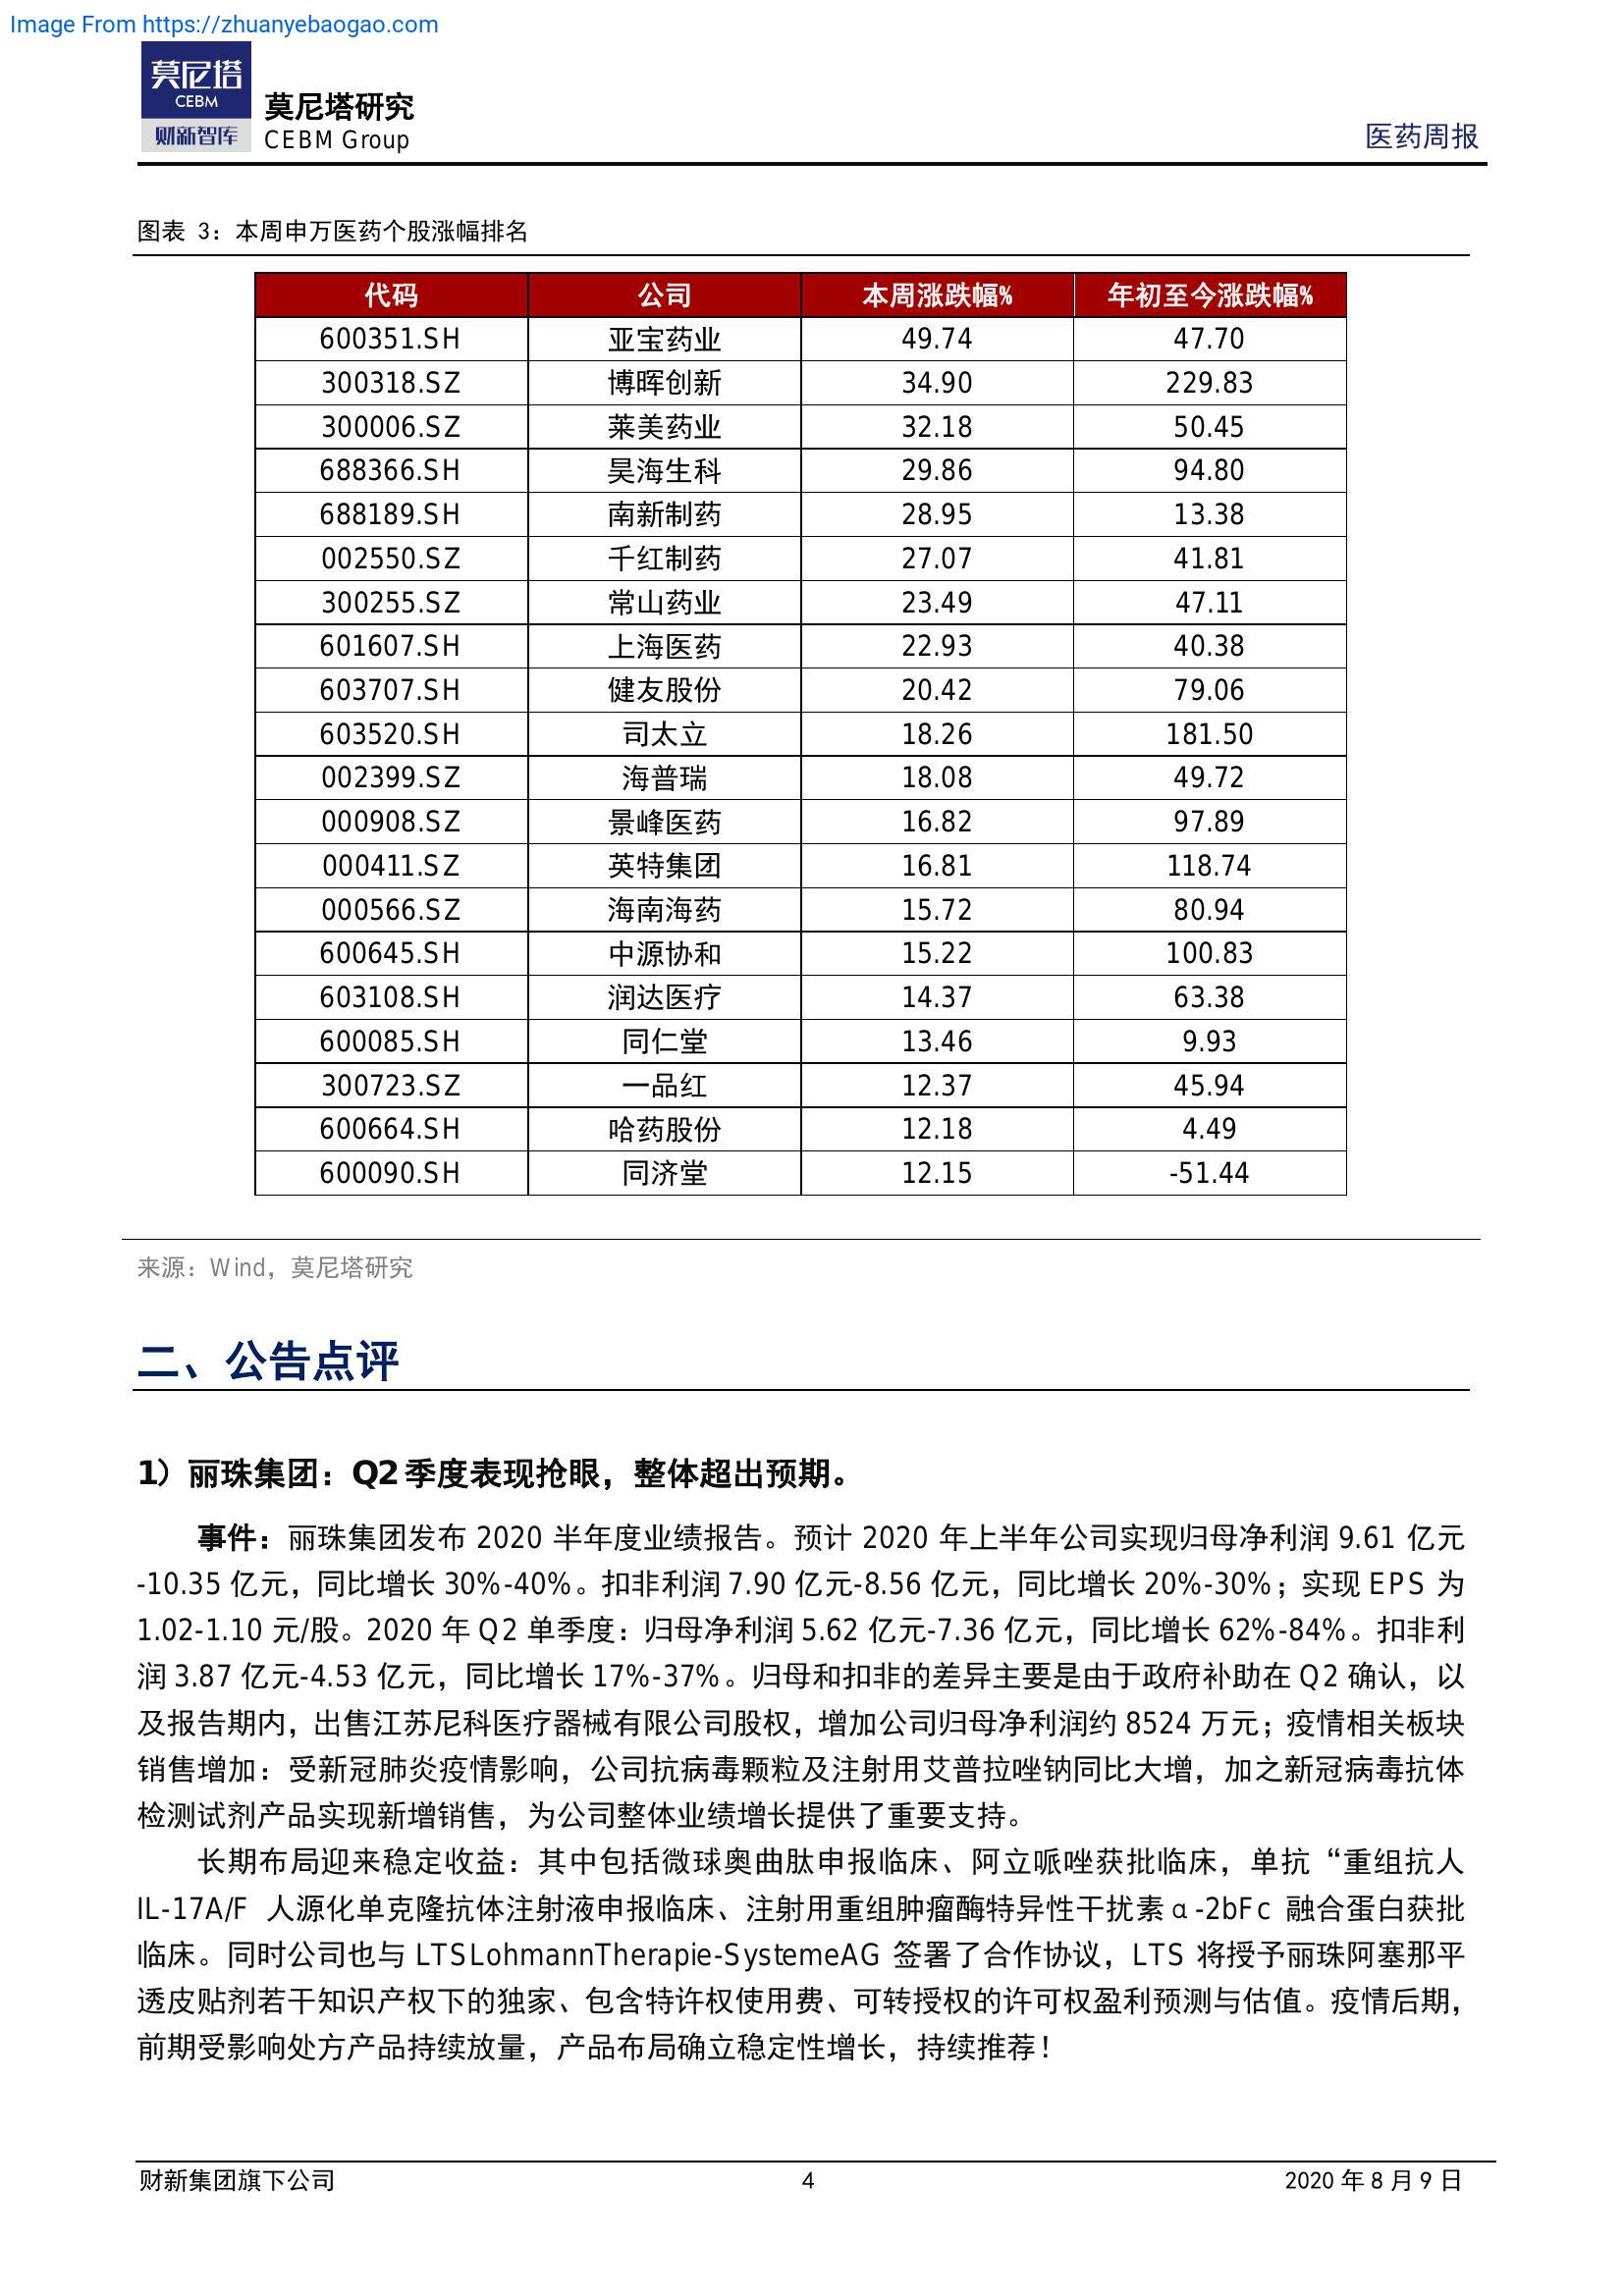 Image From https://zhuanyebaogao.com
莫尼塔
CEBM
财新智库
莫尼塔研究
CEBM Group
医药周报
图表 3：本周申万医药个股涨幅排名
代码 公司 本周涨跌幅% 年初至今涨跌幅%
600351.SH 亚宝药业 49.74 47.70
300318.SZ 博晖创新 34.90 229.83
300006.SZ 莱美药业 32.18 50.45
688366.SH 昊海生科 29.86 94.80
688189.SH 南新制药 28.95 13.38
002550.SZ 千红制药 27.07 41.81
300255.SZ 常山药业 23.49 47.11
601607.SH 上海医药 22.93 40.38
603707.SH 健友股份 20.42 79.06
603520.SH 司太立 18.26 181.50
002399.SZ 海普瑞 18.08 49.72
000908.SZ 景峰医药 16.82 97.89
000411.SZ 英特集团 16.81 118.74
000566.SZ 海南海药 15.72 80.94
600645.SH 中源协和 15.22 100.83
603108.SH 润达医疗 14.37 63.38
600085.SH 同仁堂 13.46 9.93
300723.SZ 一品红 12.37 45.94
600664.SH 哈药股份 12.18 4.49
600090.SH 同济堂 12.15 -51.44
来源：Wind，莫尼塔研究
二、公告点评
1）丽珠集团：Q2 季度表现抢眼，整体超出预期。
事件：丽珠集团发布 2020 半年度业绩报告。预计 2020 年上半年公司实现归母净利润 9.61 亿元
-10.35 亿元，同比增长 30%-40%。扣非利润 7.90 亿元-8.56 亿元，同比增长 20%-30%；实现 EPS 为
1.02-1.10 元/股。2020 年 Q2 单季度：归母净利润 5.62 亿元-7.36 亿元，同比增长 62%-84%。扣非利
润 3.87 亿元-4.53 亿元，同比增长 17%-37%。归母和扣非的差异主要是由于政府补助在 Q2 确认，以
及报告期内，出售江苏尼科医疗器械有限公司股权，增加公司归母净利润约 8524 万元；疫情相关板块
销售增加：受新冠肺炎疫情影响，公司抗病毒颗粒及注射用艾普拉唑钠同比大增，加之新冠病毒抗体
检测试剂产品实现新增销售，为公司整体业绩增长提供了重要支持。
长期布局迎来稳定收益：其中包括微球奥曲肽申报临床、阿立哌唑获批临床，单抗“重组抗人
IL-17A/F 人源化单克隆抗体注射液申报临床、注射用重组肿瘤酶特异性干扰素α-2bFc 融合蛋白获批
临床。同时公司也与 LTSLohmannTherapie-SystemeAG 签署了合作协议，LTS 将授予丽珠阿塞那平
透皮贴剂若干知识产权下的独家、包含特许权使用费、可转授权的许可权盈利预测与估值。疫情后期，
前期受影响处方产品持续放量，产品布局确立稳定性增长，持续推荐！
财新集团旗下公司 4 2020 年 8 月 9 日